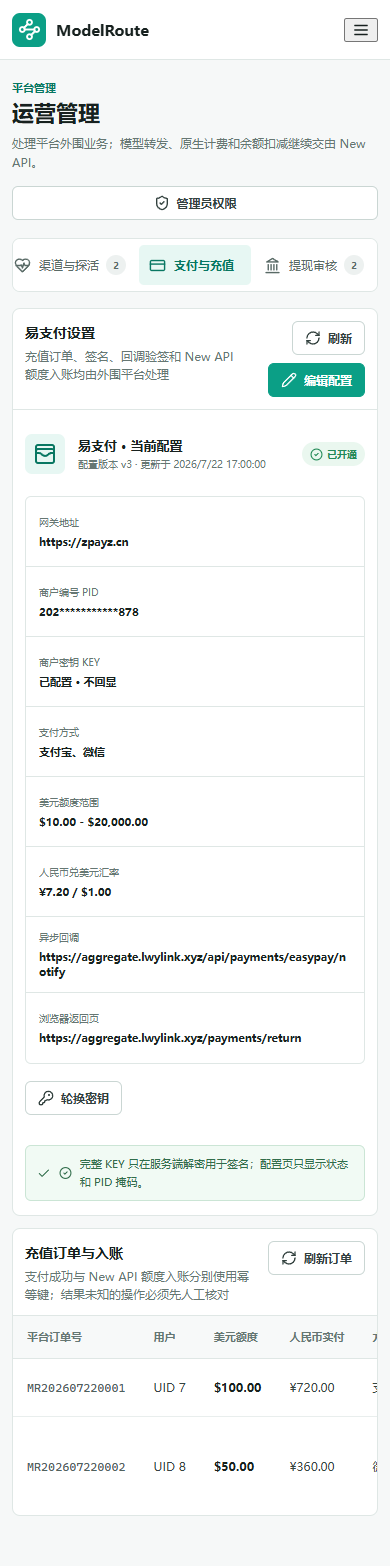 ModelRoute
平台管理
运营管理
处理平台外围业务；模型转发、原生计费和余额扣减继续交由 New
API。
管理员权限
渠道与探活 2 支付与充值 提现审核 2
易支付设置
刷新
充值订单、签名、回调验签和 New API
额度入账均由外围平台处理
编辑配置
易支付 • 当前配置
配置版本 v3 · 更新于 2026/7/22 17:00:00
已开通
网关地址
https://zpayz.cn
商户编号 PID
202***********878
商户密钥 KEY
已配置 • 不回显
支付方式
支付宝、微信
美元额度范围
$10.00 - $20,000.00
人民币兑美元汇率
¥7.20 / $1.00
异步回调
https://aggregate.lwylink.xyz/api/payments/easypay/n
otify
浏览器返回页
https://aggregate.lwylink.xyz/payments/return
轮换密钥
完整 KEY 只在服务端解密用于签名；配置页只显示状态
和 PID 掩码。
充值订单与入账
刷新订单
支付成功与 New API 额度入账分别使用幂
等键；结果未知的操作必须先人工核对
平台订单号 用户 美元额度 人民币实付
MR202607220001 UID 7 $100.00 ¥720.00
MR202607220002 UID 8 $50.00 ¥360.00